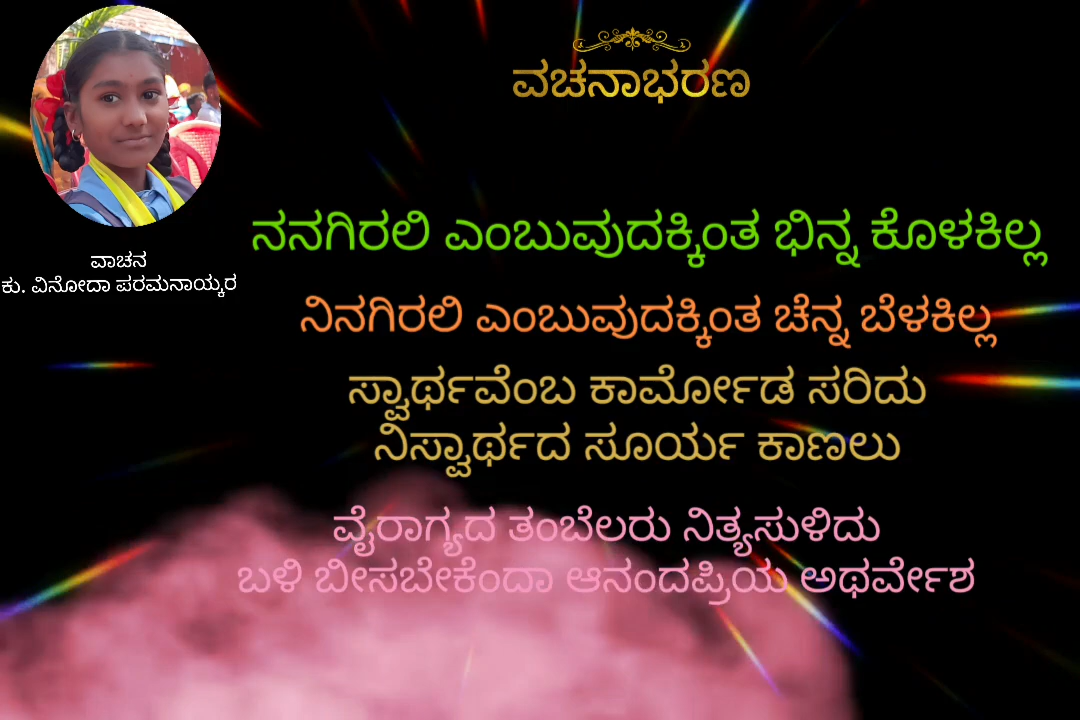 ವಚನಾಭರಣ
ವಾಚನ
ಕು. ವಿನೋದಾ ಪರಮನಾಯ್ಕರ
ನನಗಿರಲಿ ಎಂಬುವುದಕ್ಕಿಂತ ಭಿನ್ನ ಕೊಳಕಿಲ್ಲ
ನಿನಗಿರಲಿ ಎಂಬುವುದಕ್ಕಿಂತ ಚೆನ್ನ ಬೆಳಕಿಲ್ಲ
ಸ್ವಾರ್ಥವೆಂಬ ಕಾರ್ಮೋಡ ಸರಿದು
ನಿಸ್ವಾರ್ಥದ ಸೂರ್ಯ ಕಾಣಲು
ವೈರಾಗ್ಯದ ತಂಬೆಲರು ನಿತ್ಯಸುಳಿದು
ಬಳಿ ಬೀಸಬೇಕೆಂದಾ ಆನಂದಪ್ರಿಯ ಅಥರ್ವೇಶ